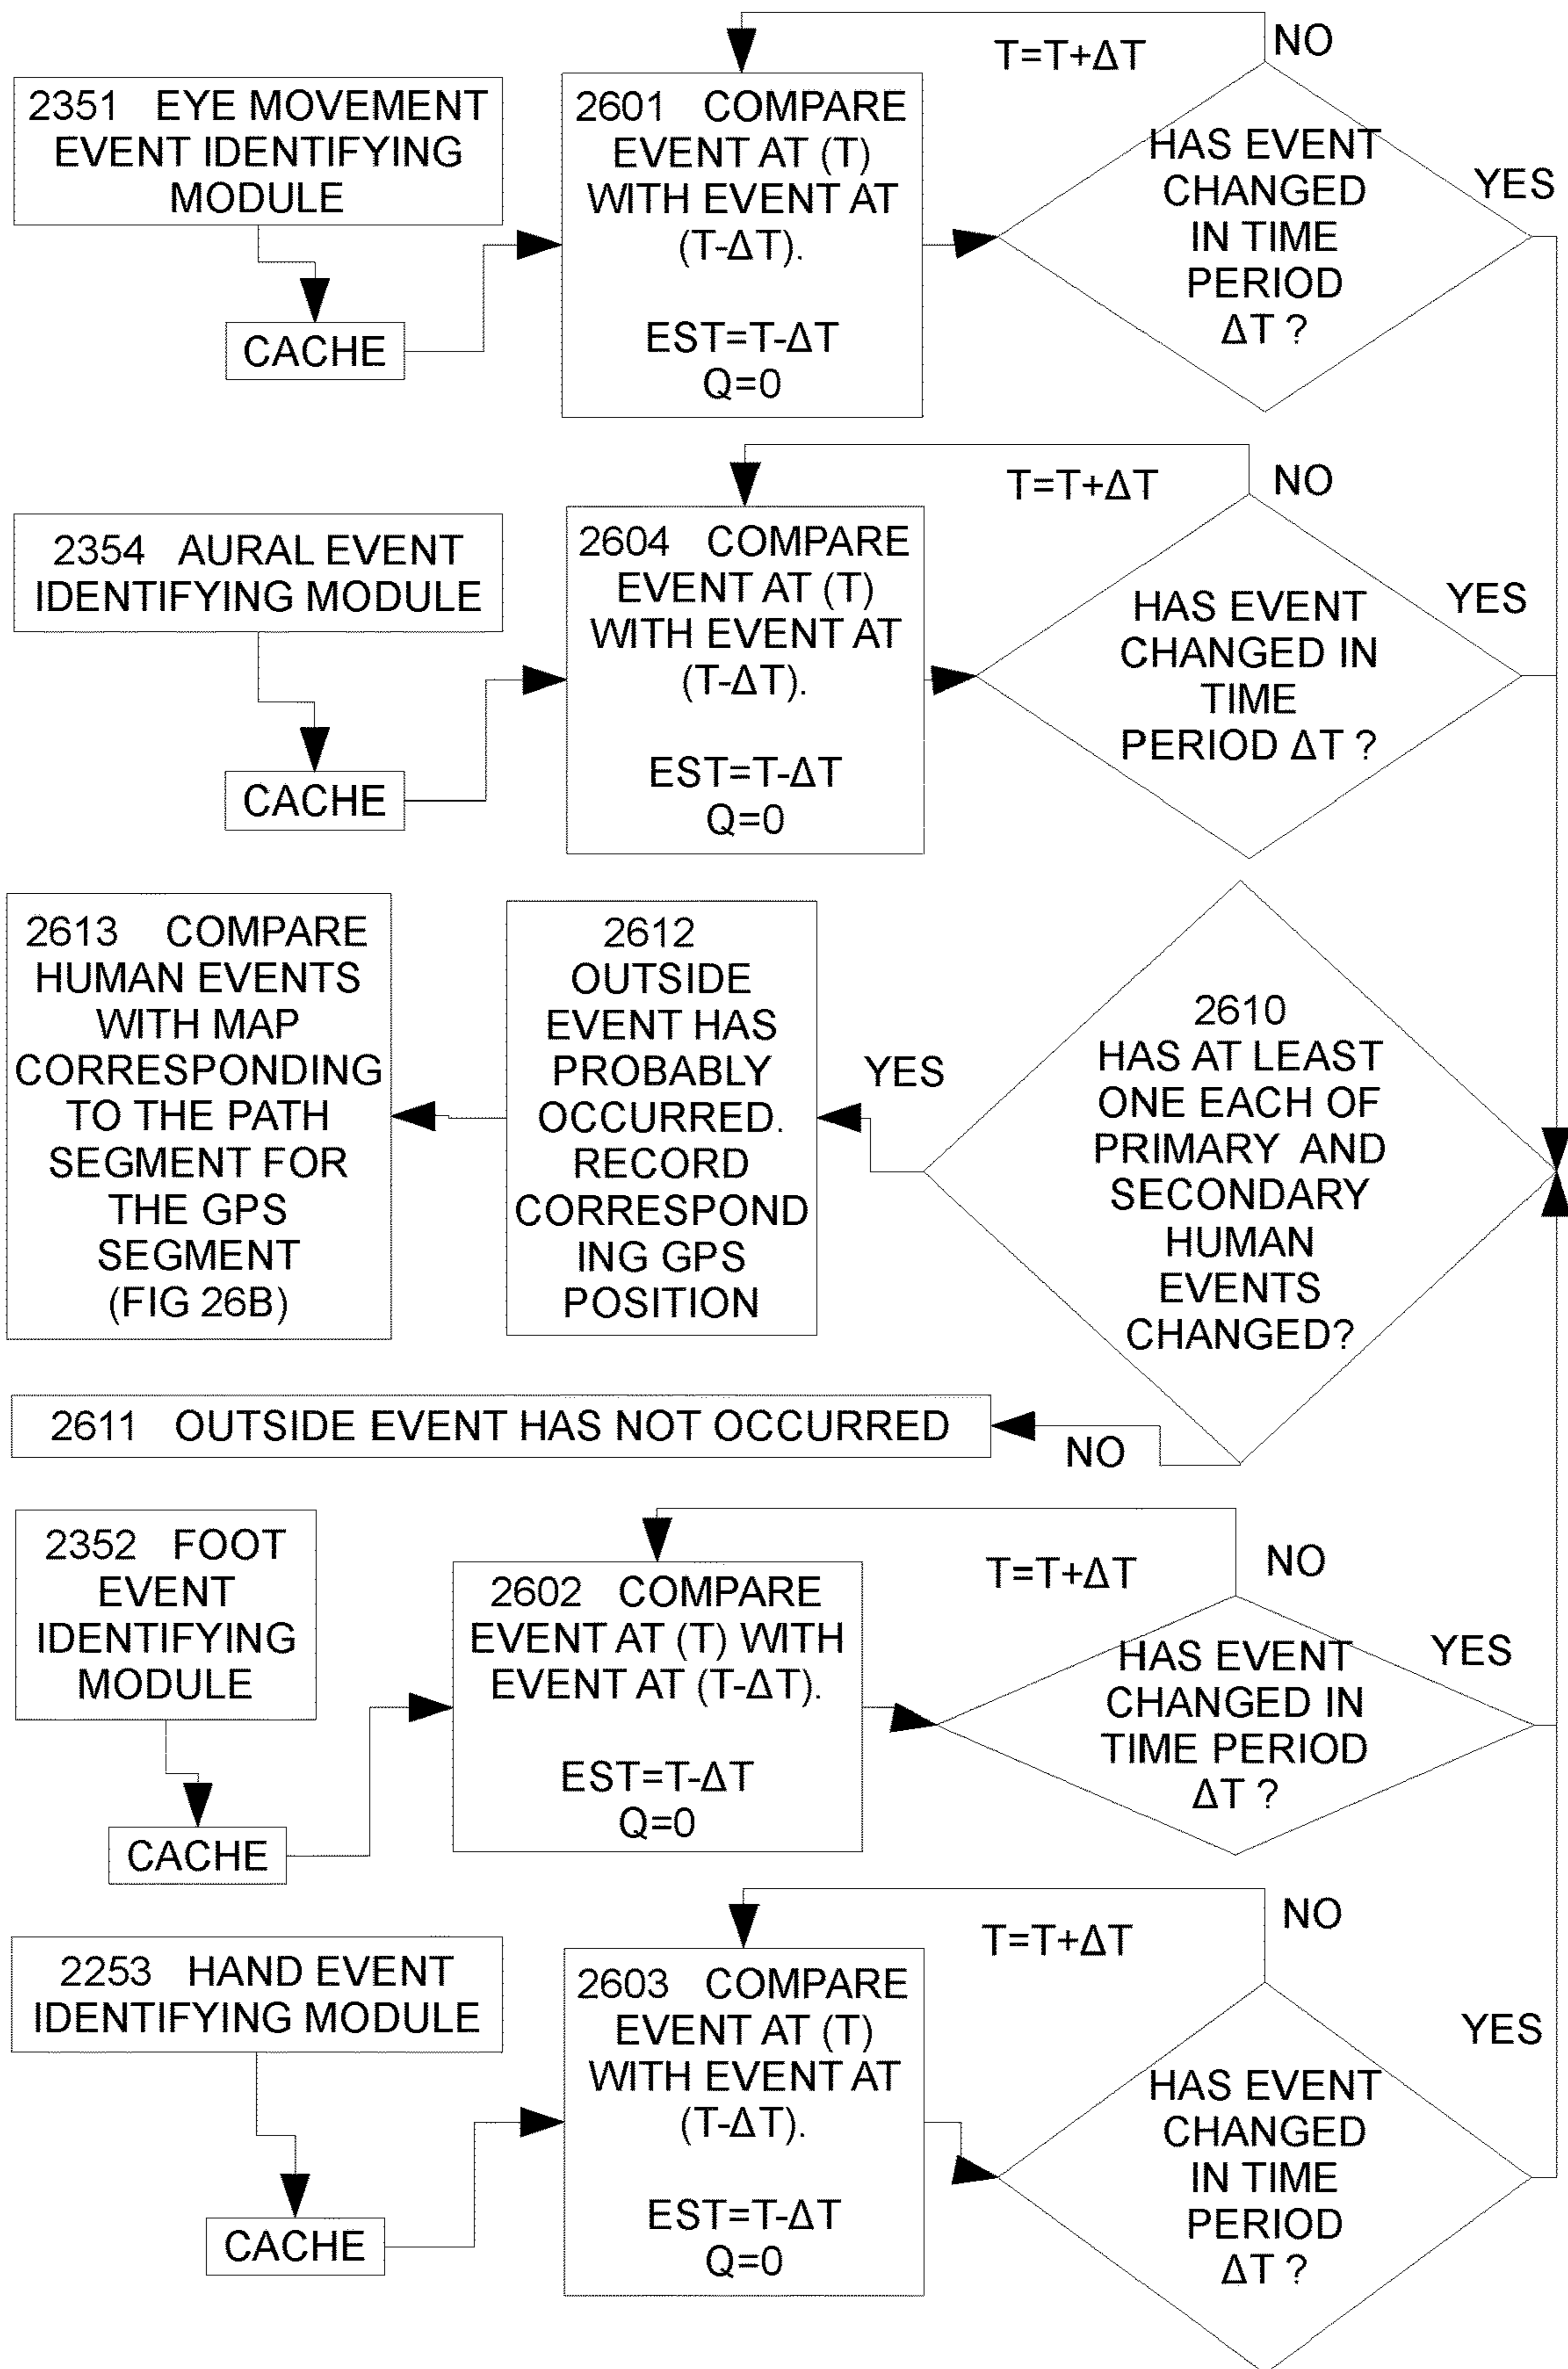 2351 EYE MOVEMENT
EVENT IDENTIFYING
MODULE
CACHE
2601 COMPARE
EVENT AT (T)
WITH EVENT AT
(T-ΔT).
EST=T-ΔT
Q=0
T=T+ΔT
NO
HAS EVENT
CHANGED
IN TIME
PERIOD
ΔT ?
YES
2354 AURAL EVENT
IDENTIFYING MODULE
CACHE
2604 COMPARE
EVENT AT (T)
WITH EVENT AT
(T-ΔT).
EST=T-ΔT
Q=0
T=T+ΔT
NO
HAS EVENT
CHANGED IN
TIME
PERIOD ΔT ?
YES
2613 COMPARE
HUMAN EVENTS
WITH MAP
CORRESPONDING
TO THE PATH
SEGMENT FOR
THE GPS
SEGMENT
(FIG 26B)
2612
OUTSIDE
EVENT HAS
PROBABLY
OCCURRED.
RECORD
CORRESPOND
ING GPS
POSITION
YES
2610
HAS AT LEAST
ONE EACH OF
PRIMARY AND
SECONDARY
HUMAN
EVENTS
CHANGED?
2611 OUTSIDE EVENT HAS NOT OCCURRED
NO
2352 FOOT
EVENT
IDENTIFYING
MODULE
CACHE
2602 COMPARE
EVENT AT (T) WITH
EVENT AT (T-ΔT).
EST=T-ΔT
Q=0
T=T+ΔT
NO
HAS EVENT
CHANGED IN
TIME PERIOD
ΔT ?
YES
2253 HAND EVENT
IDENTIFYING MODULE
CACHE
2603 COMPARE
EVENT AT (T)
WITH EVENT AT
(T-ΔT).
EST=T-ΔT
Q=0
T=T+ΔT
NO
HAS EVENT
CHANGED
IN TIME
PERIOD
ΔT ?
YES